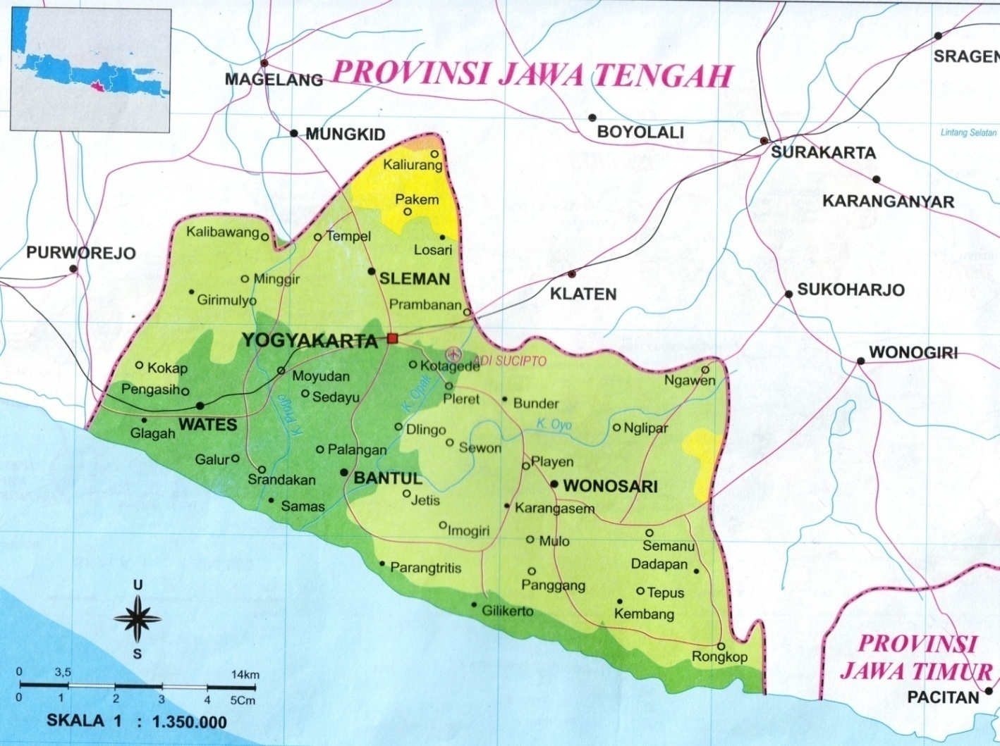 MAGELANG
PROVINSI JAWA TENGAH
SRAGEN
MUNGKID
BOYOLALI
Lintang Selatan
SURAKARTA
Kaliurang
KARANGANYAR
Pakem
Kalibawang
Tempel
Losari
PURWOREJO
Minggir
SLEMAN
KLATEN
SUKOHARJO
Girimulyo
Prambanan
YOGYAKARTA
WONOGIRI
ADI SUCIPTO
Kokap
Kotagede
Moyudan
Ngawen
Pengasih
Sedayu
K. Opak
Pleret
Bunder
K. Progo
WATES
K. Oyo
Glagah
Dlingo
Nglipar
Sewon
Palangan
Galur
Playen
Srandakan
BANTUL
WONOSARI
Jetis
Samas
Karangasem
Imogiri
Mulo
Semanu
Dadapan
Parangtritis
Panggang
Tepus
U
Gilikerto
Kembang
S
PROVINSI
JAWA TIMUR
Rongkop
PACITAN
0 3,5 14km
0 1 2 3 4 5Cm
SKALA 1 : 1.350.000